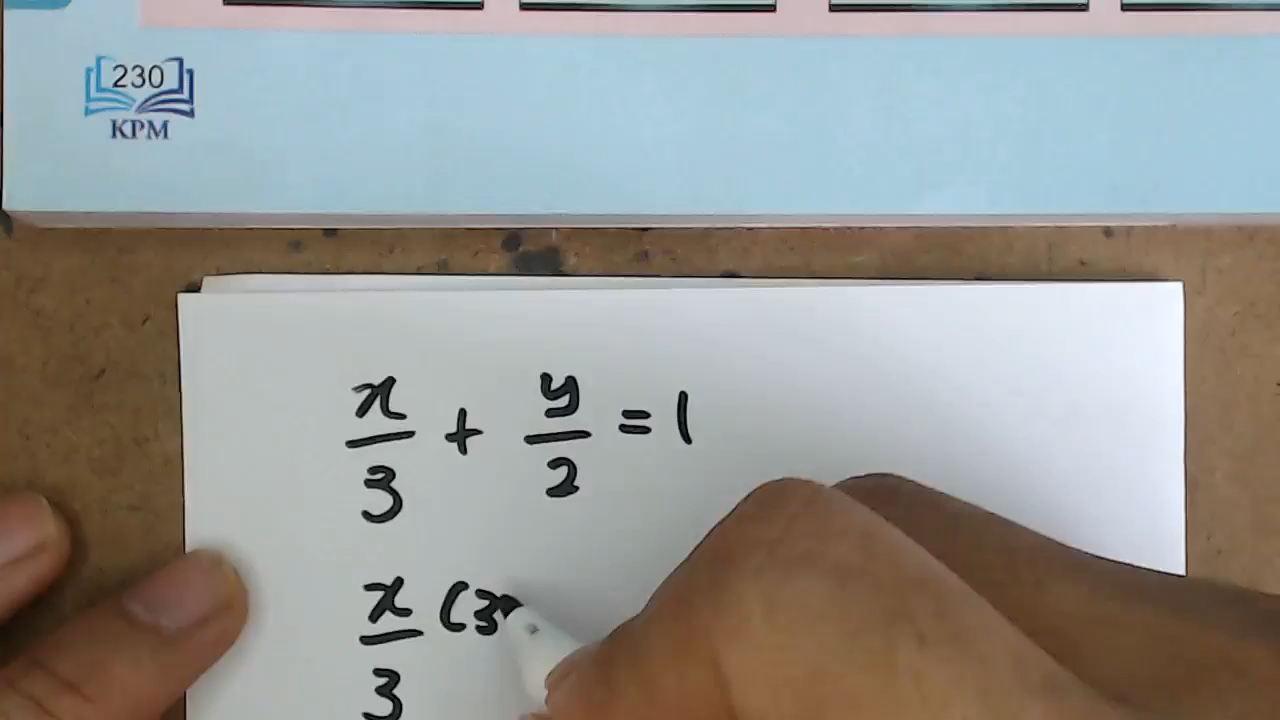 230
KPM
x/3 + y/2 = 1
x/3 (3